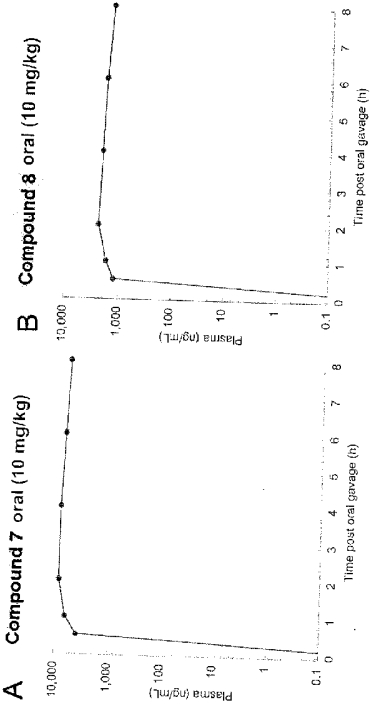 A
Compound 7 oral (10 mg/kg)
10,000
1,000
100
10
1
0.1
Plasma (ng/mL)
0 1 2 3 4 5 6 7 8
Time post oral gavage (h)
B
Compound 8 oral (10 mg/kg)
10,000
1,000
100
10
1
0.1
Plasma (ng/mL)
0 1 2 3 4 5 6 7 8
Time post oral gavage (h)